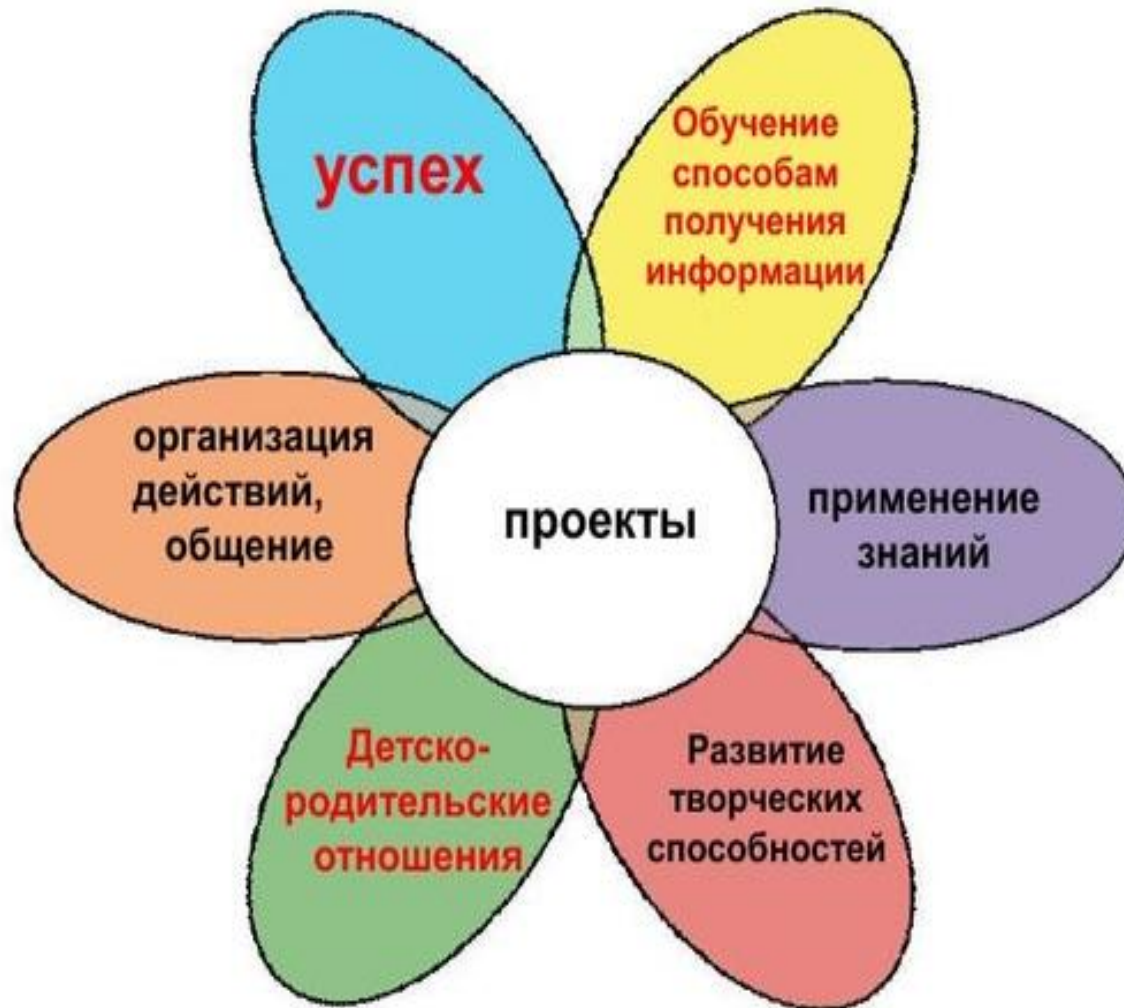 успех
Обучение
способам
получения
информации
организация
действий,
общение
проекты
применение
знаний
Детско-
родительские
отношения
Развитие
творческих
способностей